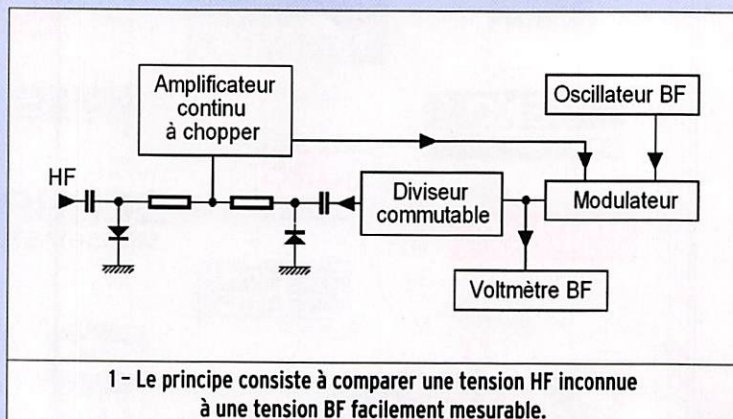 Amplificateur
continu
à chopper
Oscillateur BF
HF
Diviseur
commutable
Modulateur
Voltmètre BF
1 - Le principe consiste à comparer une tension HF inconnue
à une tension BF facilement mesurable.